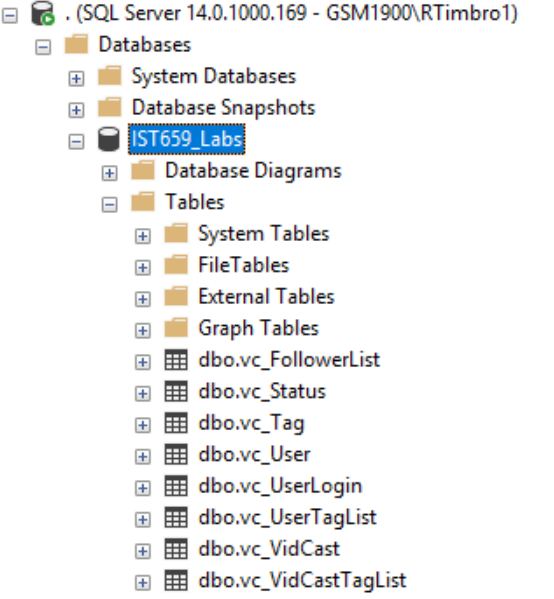 . (SQL Server 14.0.1000.169 - GSM1900\RTimbro1)
Databases
System Databases
Database Snapshots
IST659_Labs
Database Diagrams
Tables
System Tables
FileTables
External Tables
Graph Tables
dbo.vc_FollowerList
dbo.vc_Status
dbo.vc_Tag
dbo.vc_User
dbo.vc_UserLogin
dbo.vc_UserTagList
dbo.vc_VidCast
dbo.vc_VidCastTagList